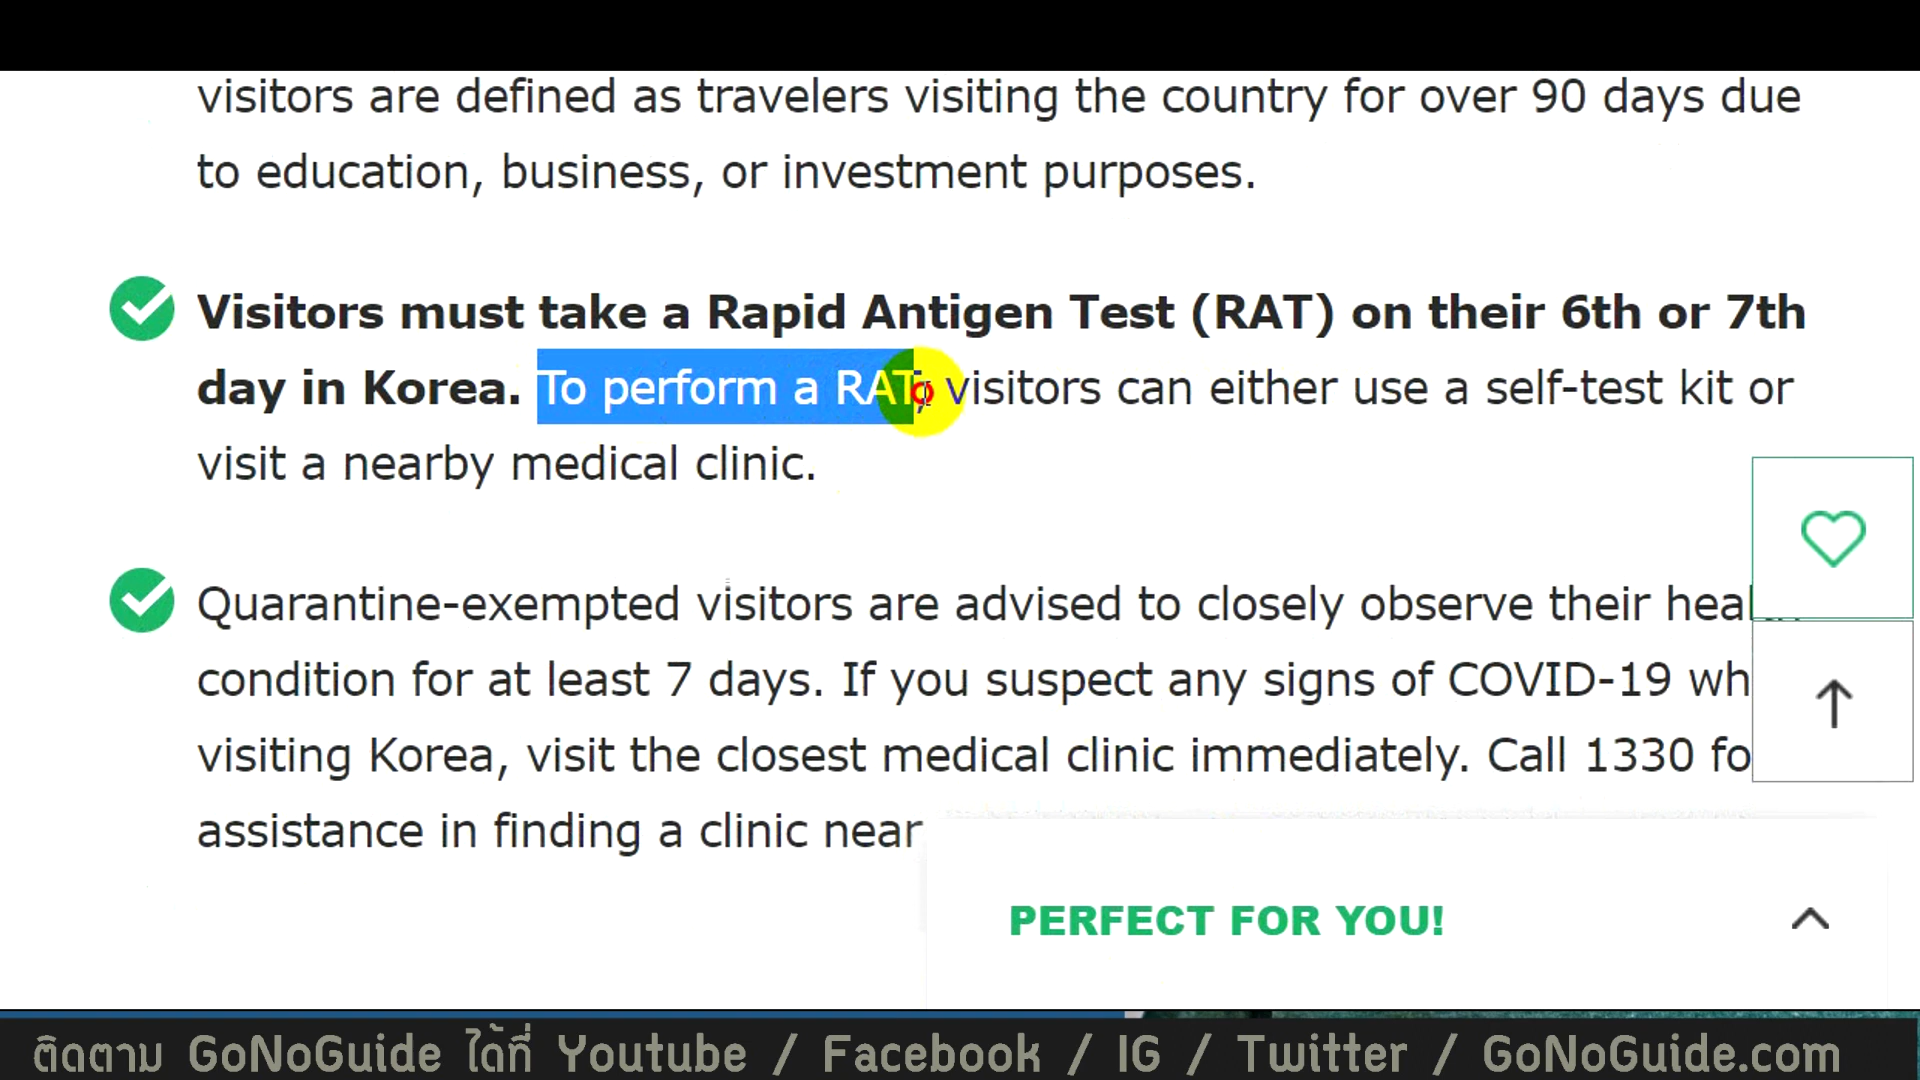 visitors are defined as travelers visiting the country for over 90 days due
to education, business, or investment purposes.
Visitors must take a Rapid Antigen Test (RAT) on their 6th or 7th
day in Korea. To perform a RAT, visitors can either use a self-test kit or
visit a nearby medical clinic.
Quarantine-exempted visitors are advised to closely observe their heal
condition for at least 7 days. If you suspect any signs of COVID-19 wh
visiting Korea, visit the closest medical clinic immediately. Call 1330 fo
assistance in finding a clinic near
PERFECT FOR YOU!
ติดตาม GoNoGuide ได้ที่ Youtube / Facebook / IG / Twitter / GoNoGuide.com